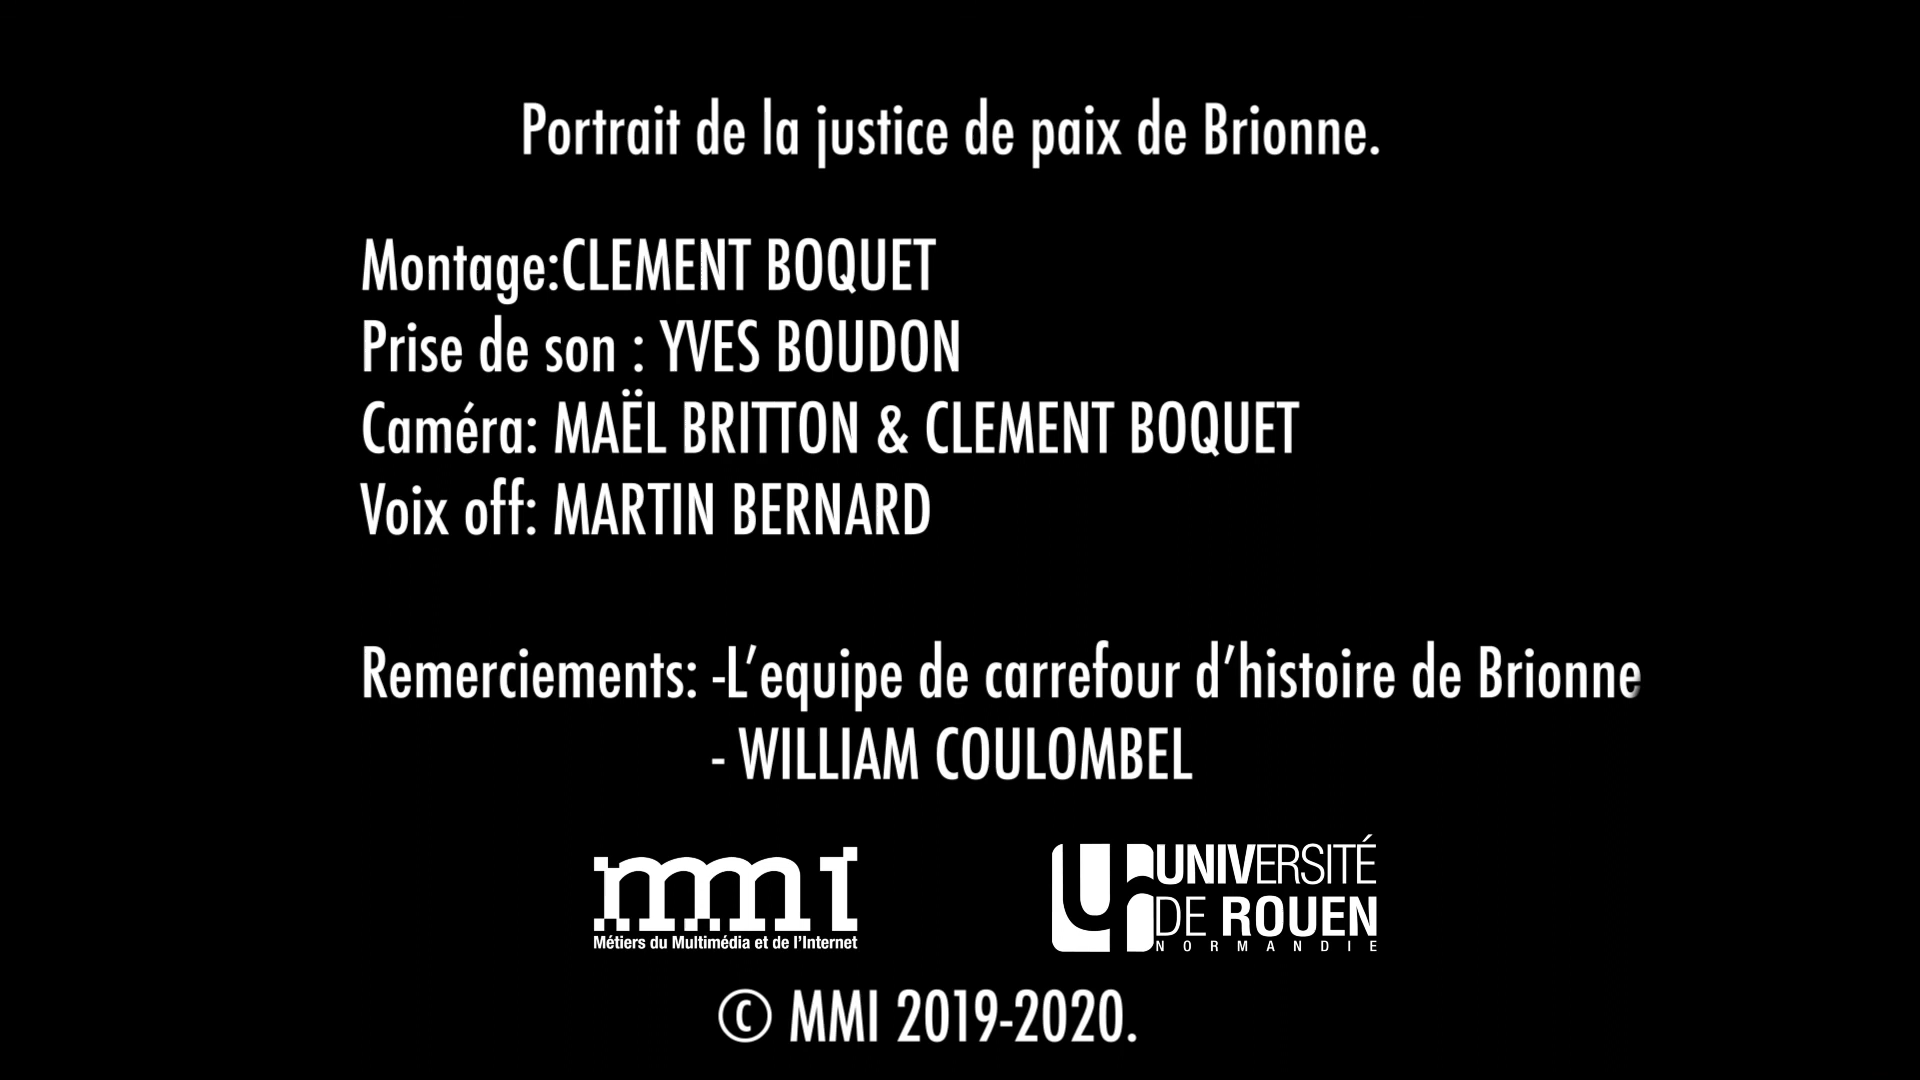 Portrait de la justice de paix de Brionne.
Montage:CLEMENT BOQUET
Prise de son : YVES BOUDON
Caméra: MAËL BRITTON & CLEMENT BOQUET
Voix off: MARTIN BERNARD
Remerciements: -L’equipe de carrefour d’histoire de Brionne
- WILLIAM COULOMBEL
mmi
Métiers du Multimédia et de l’Internet
UNIVERSITÉ
DE ROUEN
NORMANDIE
© MMI 2019-2020.